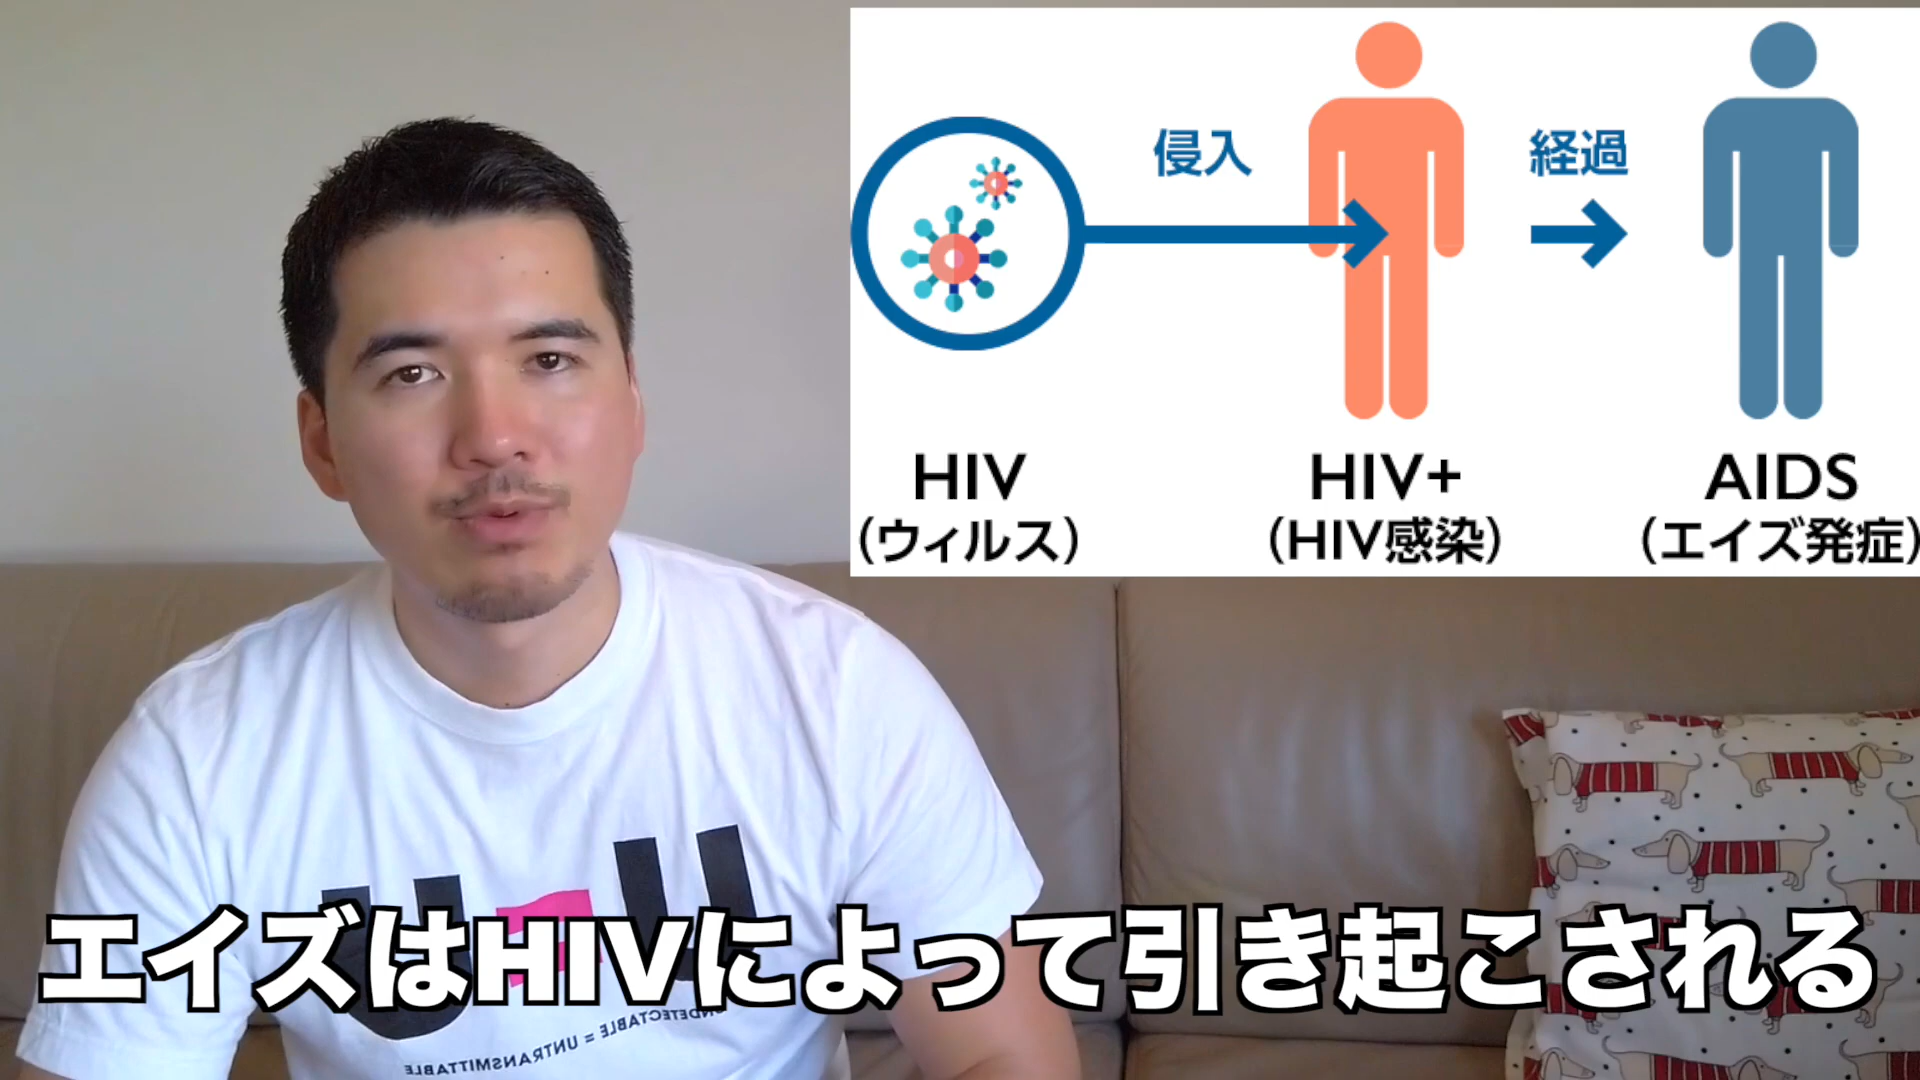 侵入
経過
HIV
(ウィルス)
HIV+
(HIV感染)
AIDS
(エイズ発症)
U=U
UNDETECTABLE = UNTRANSMITTABLE
エイズはHIVによって引き起こされる